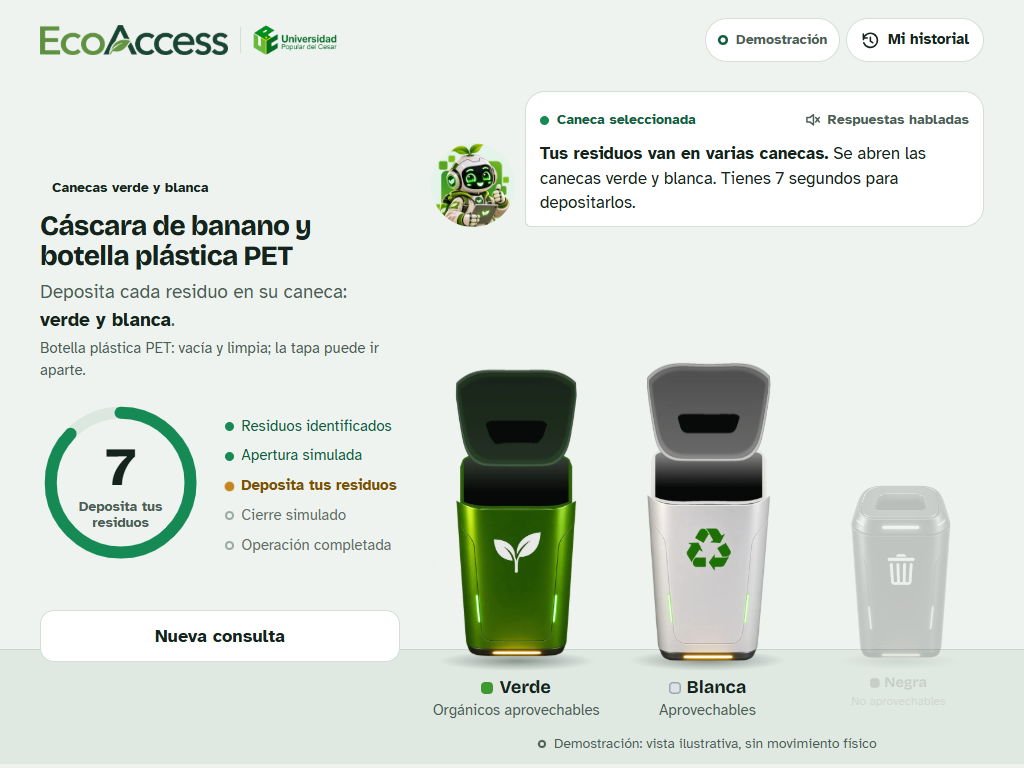 EcoAccess
Universidad
Popular del Cesar
Demostración
Mi historial
Caneca seleccionada
Respuestas habladas
Tus residuos van en varias canecas. Se abren las
canecas verde y blanca. Tienes 7 segundos para
depositarlos.
Canecas verde y blanca
Cáscara de banano y
botella plástica PET
Deposita cada residuo en su caneca:
verde y blanca.
Botella plástica PET: vacía y limpia; la tapa puede ir
aparte.
7
Deposita tus
residuos
Residuos identificados
Apertura simulada
Deposita tus residuos
Cierre simulado
Operación completada
Nueva consulta
Verde
Orgánicos aprovechables
Blanca
Aprovechables
Negra
No aprovechables
Demostración: vista ilustrativa, sin movimiento físico